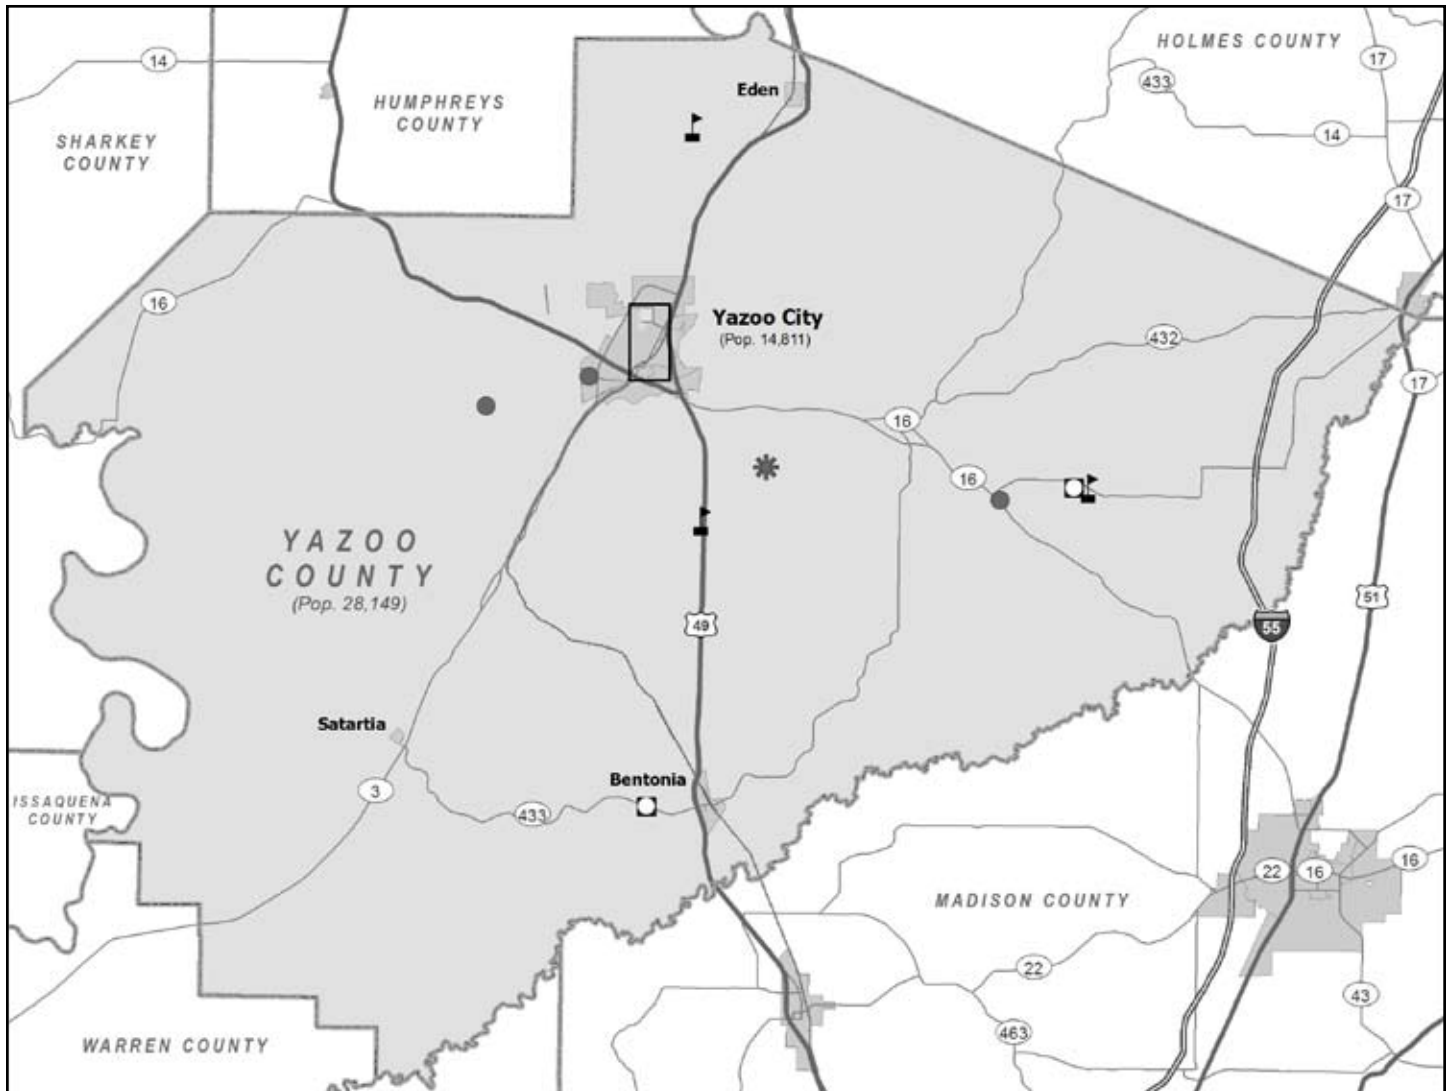 HOLMES COUNTY
17
14
433
Eden
HUMPHREYS
COUNTY
SHARKEY
COUNTY
14
17
16
Yazoo City
(Pop. 14,811)
432
17
16
16
YAZOO
COUNTY
(Pop. 28,149)
51
49
55
Satartia
Bentonia
3
433
ISSAQUENA
COUNTY
22
16
16
MADISON COUNTY
22
43
463
WARREN COUNTY